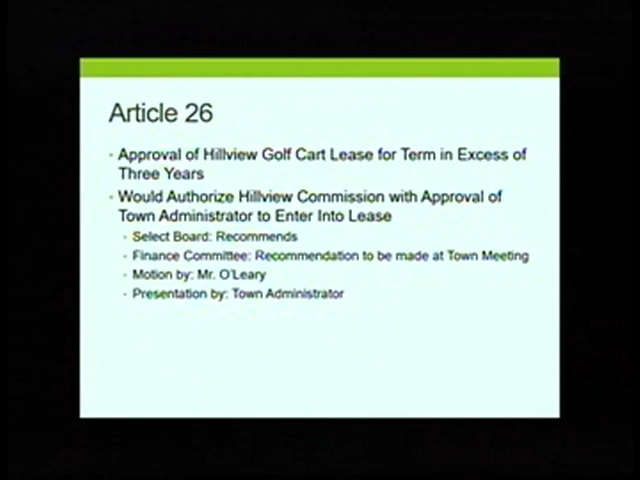 Article 26
· Approval of Hillview Golf Cart Lease for Term in Excess of
Three Years
· Would Authorize Hillview Commission with Approval of
Town Administrator to Enter Into Lease
· Select Board: Recommends
· Finance Committee: Recommendation to be made at Town Meeting
· Motion by: Mr. O'Leary
· Presentation by: Town Administrator